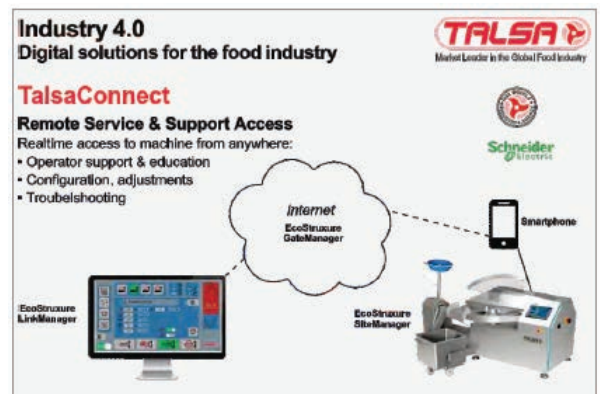 Industry 4.0
Digital solutions for the food industry
TALSA
Market Leader in the Global Food Industry
TalsaConnect
Remote Service & Support Access
Realtime access to machine from anywhere:
▪ Operator support & education
▪ Configuration, adjustments
▪ Troubelshooting
Schneider
Electric
Internet
EcoStruxure
GateManager
Smartphone
EcoStruxure
LinkManager
EcoStruxure
SiteManager